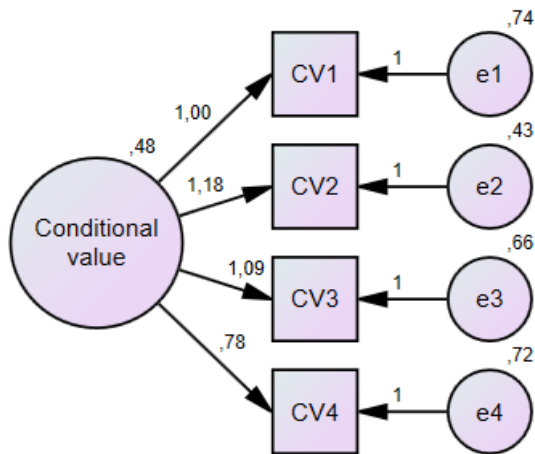 ,74
CV1
1
e1
1,00
,48
,43
1,18
CV2
1
e2
Conditional
value
,66
1,09
CV3
1
e3
,78
,72
CV4
1
e4